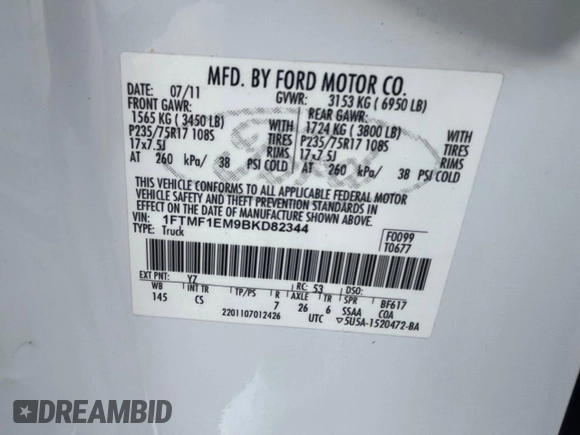 MFD. BY FORD MOTOR CO.
DATE: 07/11 GVWR: 3153 KG ( 6950 LB)
FRONT GAWR: REAR GAWR:
1565 KG ( 3450 LB) WITH 1724 KG ( 3800 LB) WITH
P235/75R17 108S TIRES P235/75R17 108S TIRES
17x7.5J RIMS 17x7.5J RIMS
AT 260 kPa/ 38 PSI COLD AT 260 kPa/ 38 PSI COLD
THIS VEHICLE CONFORMS TO ALL APPLICABLE FEDERAL MOTOR
VEHICLE SAFETY AND THEFT PREVENTION STANDARDS IN
EFFECT ON THE DATE OF MANUFACTURE SHOWN ABOVE.
VIN: 1FTMF1EM9BKD82344
TYPE: Truck
F0099
T0677
EXT PNT: YZ RC: 53
WB INT TR TP/PS R AXLE TR SPR BF617
145 CS 7 26 6 SSAA COA
2201107012426 UTC ▽5U5A-1520472-BA
Ford
DREAMBID